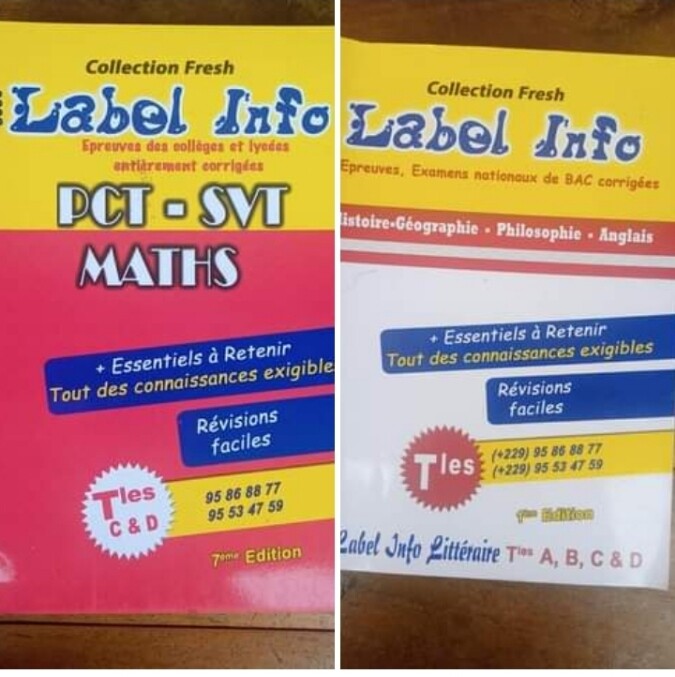 Collection Fresh
Label Info
Epreuves des collèges et lycées
entièrement corrigées
PCT - SVT
MATHS
+ Essentiels à Retenir
Tout des connaissances exigible
Révisions
faciles
Tles
C & D
95 86 88 77
95 53 47 59
7ème Edition
Collection Fresh
Label Info
Epreuves, Examens nationaux de BAC corrigées
Histoire-Géographie - Philosophie - Anglais
+ Essentiels à Retenir
Tout des connaissances exigibles
Révisions
faciles
Tles
(+229) 95 86 88 77
(+229) 95 53 47 59
Edition
Label Info Littéraire Tles A, B, C & D